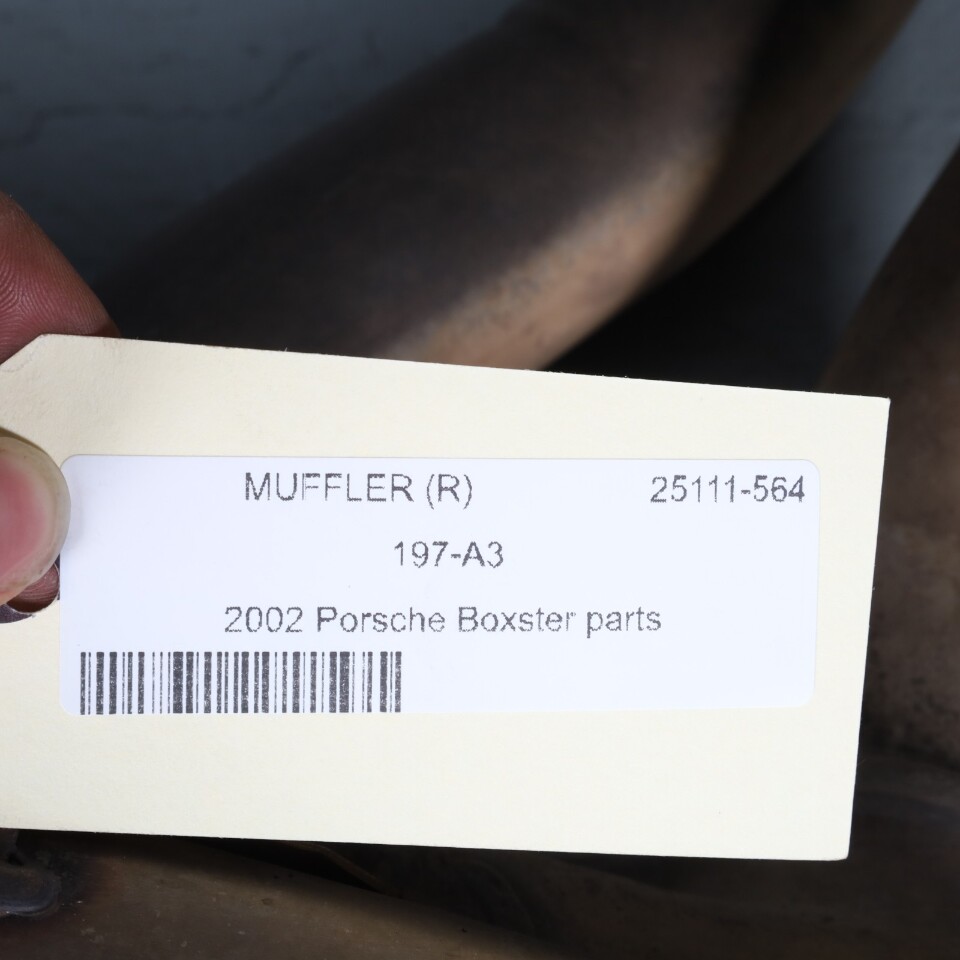 MUFFLER (R) 25111-564
197-A3
2002 Porsche Boxster parts